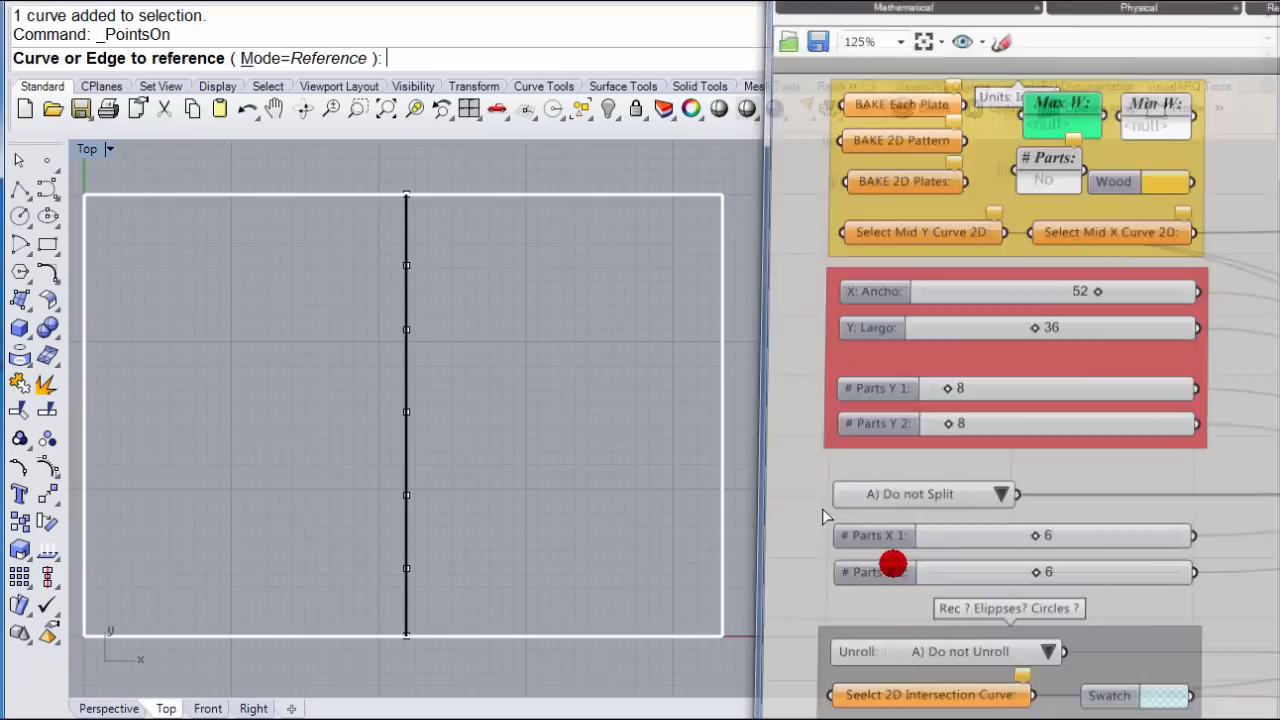 1 curve added to selection.
Command: _PointsOn
Curve or Edge to reference ( Mode=Reference ):
Standard CPlanes Set View Display Select Viewport Layout Visibility Transform Curve Tools Surface Tools Solid Tools
Top
y
x
Perspective Top Front Right
Mathematical Physical
125%
BAKE Each Plate
Max W:
<null>
Min W:
<null>
BAKE 2D Pattern
# Parts:
No
BAKE 2D Plates:
Wood
Select Mid Y Curve 2D: Select Mid X Curve 2D:
X: Ancho: 52
Y: Largo: 36
# Parts Y 1: 8
# Parts Y 2: 8
A) Do not Split
# Parts X 1: 6
6
Rec ? Elippses? Circles ?
Unroll: A) Do not Unroll
Seelct 2D Intersection Curve: Swatch